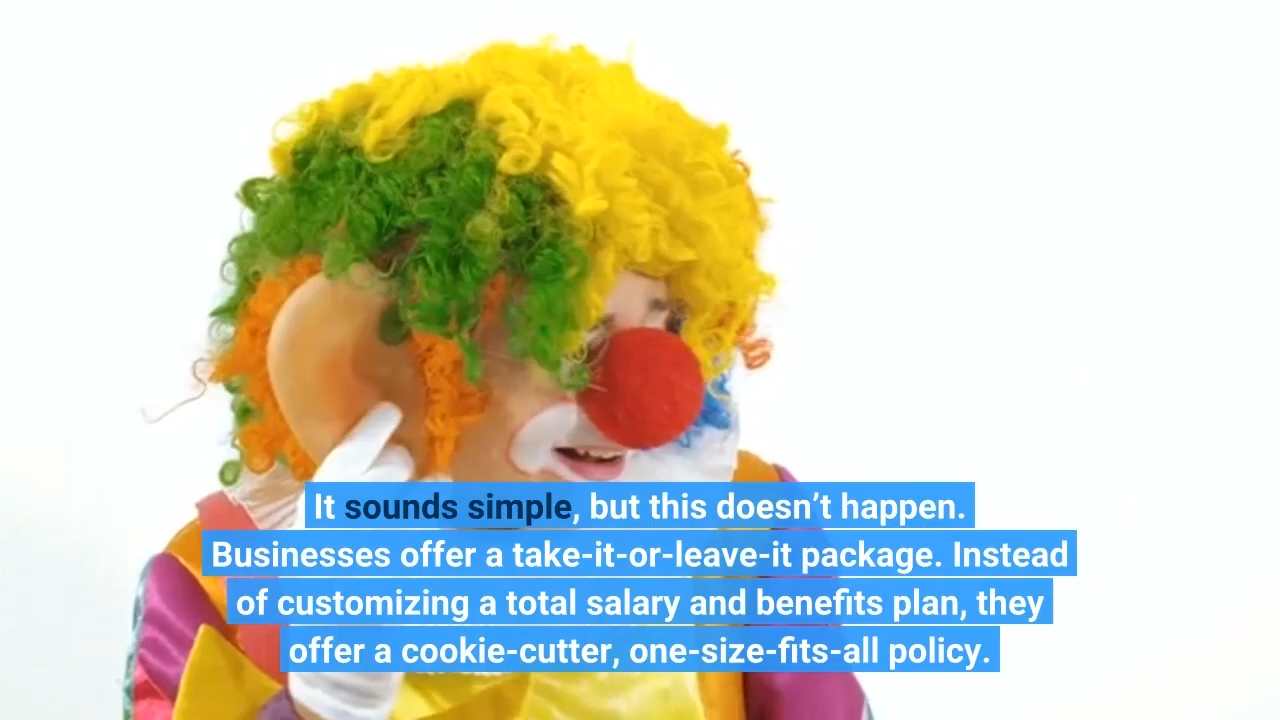 It sounds simple, but this doesn’t happen.
Businesses offer a take-it-or-leave-it package. Instead
of customizing a total salary and benefits plan, they
offer a cookie-cutter, one-size-fits-all policy.